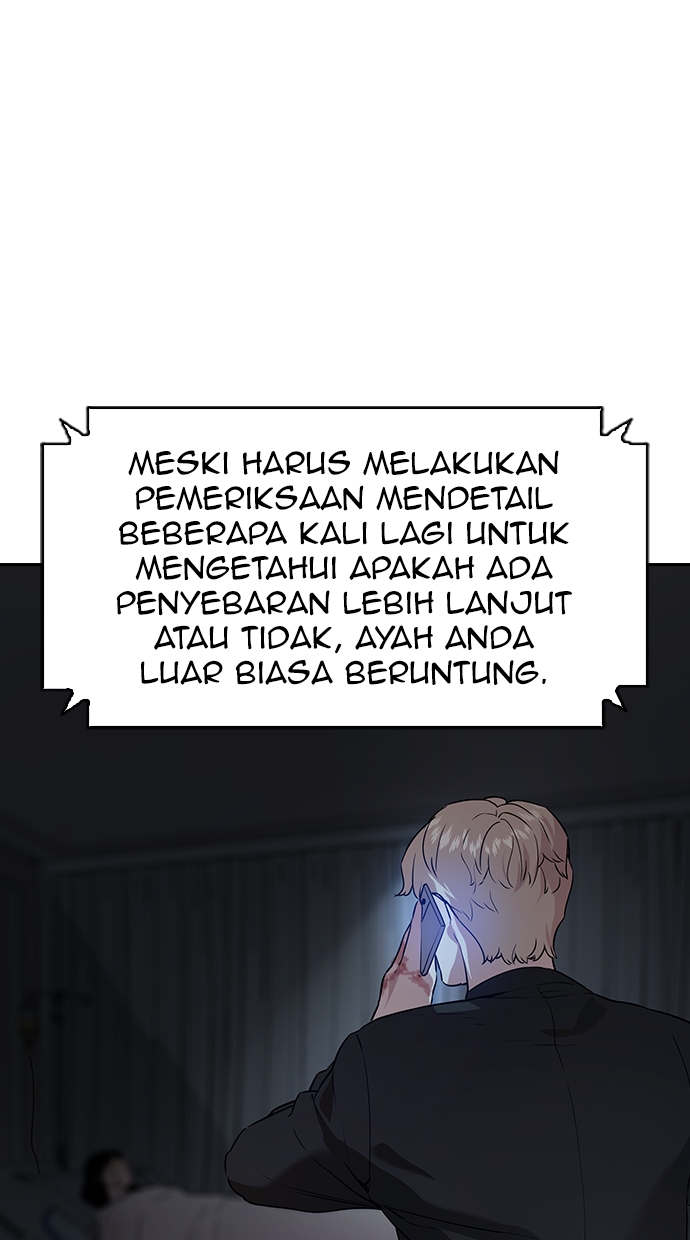 MESKI HARUS MELAKUKAN
PEMERIKSAAN MENDETAIL
BEBERAPA KALI LAGI UNTUK
MENGETAHUI APAKAH ADA
PENYEBARAN LEBIH LANJUT
ATAU TIDAK, AYAH ANDA
LUAR BIASA BERUNTUNG.